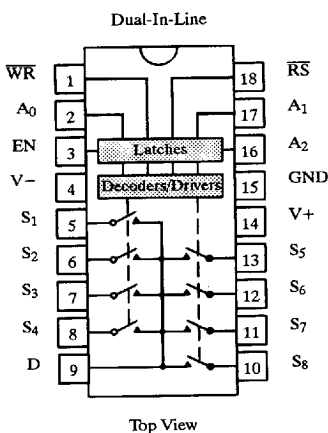 Dual-In-Line
WR 1 18 RS
A0 2 17 A1
EN 3 Latches 16 A2
V− 4 Decoders/Drivers 15 GND
S1 5 14 V+
S2 6 13 S5
S3 7 12 S6
S4 8 11 S7
D 9 10 S8
Top View